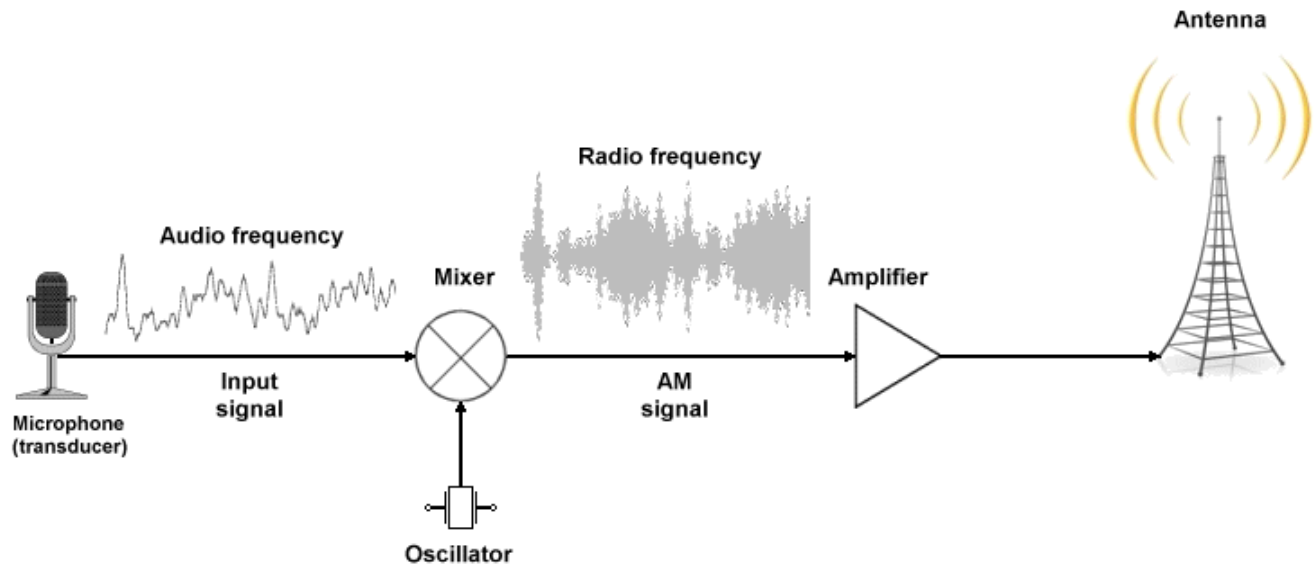 Antenna
Radio frequency
Audio frequency
Mixer
Amplifier
Input
signal
AM
signal
Microphone
(transducer)
Oscillator